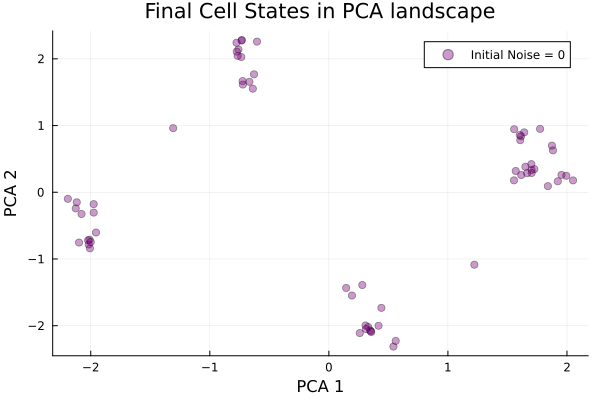 Final Cell States in PCA landscape
Initial Noise = 0
PCA 2
2
1
0
−1
−2
−2
−1
0
1
2
PCA 1